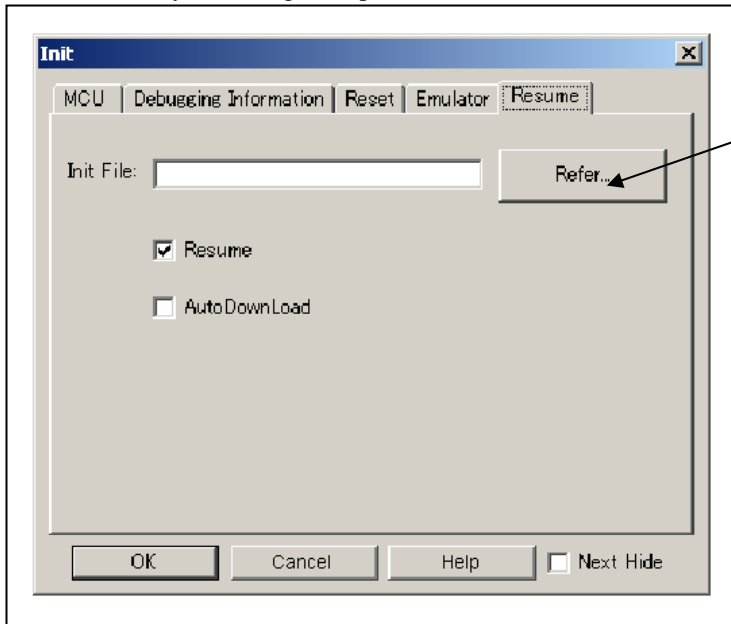 Init
MCU Debugging Information Reset Emulator Resume
Init File: Refer...
Resume
AutoDownLoad
OK Cancel Help Next Hide